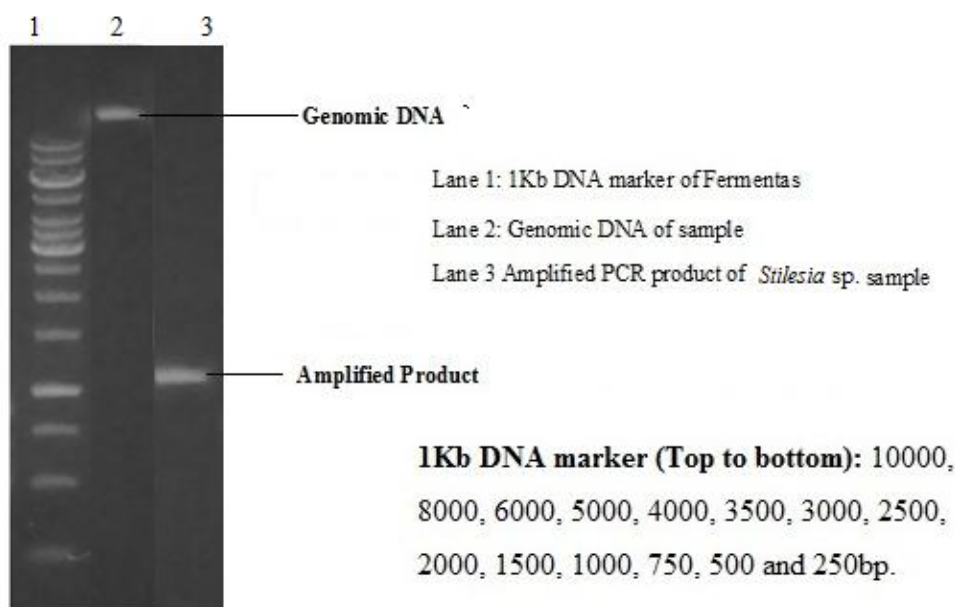 1 2 3
Genomic DNA `
Lane 1: 1Kb DNA marker of Fermentas
Lane 2: Genomic DNA of sample
Lane 3 Amplified PCR product of Stilesia sp. sample
Amplified Product
1Kb DNA marker (Top to bottom): 10000,
8000, 6000, 5000, 4000, 3500, 3000, 2500,
2000, 1500, 1000, 750, 500 and 250bp.